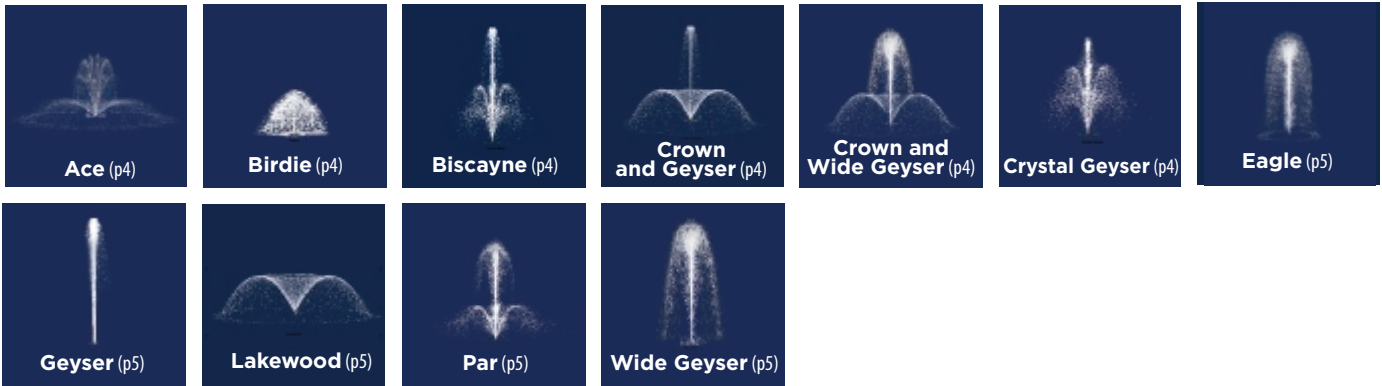 Ace (p4)
Birdie (p4)
Biscayne (p4)
Crown
and Geyser (p4)
Crown and
Wide Geyser (p4)
Crystal Geyser (p4)
Eagle (p5)
Geyser (p5)
Lakewood (p5)
Par (p5)
Wide Geyser (p5)